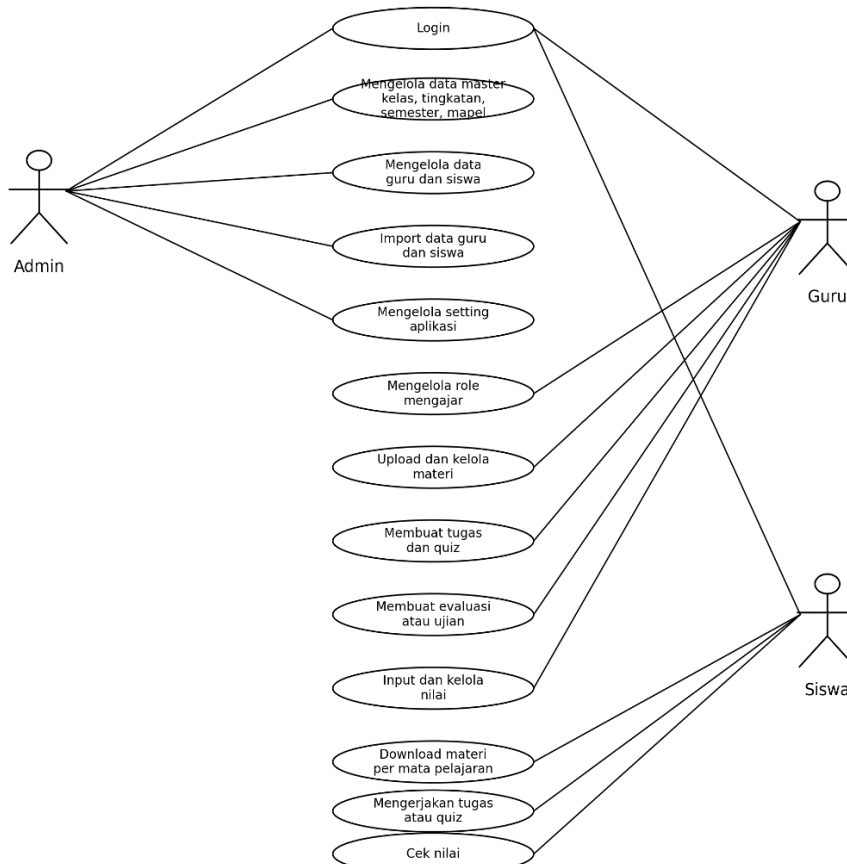 Login
Mengelola data master
kelas, tingkatan,
semester, mapel
Mengelola data
guru dan siswa
Import data guru
dan siswa
Admin
Guru
Mengelola setting
aplikasi
Mengelola role
mengajar
Upload dan kelola
materi
Membuat tugas
dan quiz
Membuat evaluasi
atau ujian
Input dan kelola
nilai
Siswa
Download materi
per mata pelajaran
Mengerjakan tugas
atau quiz
Cek nilai